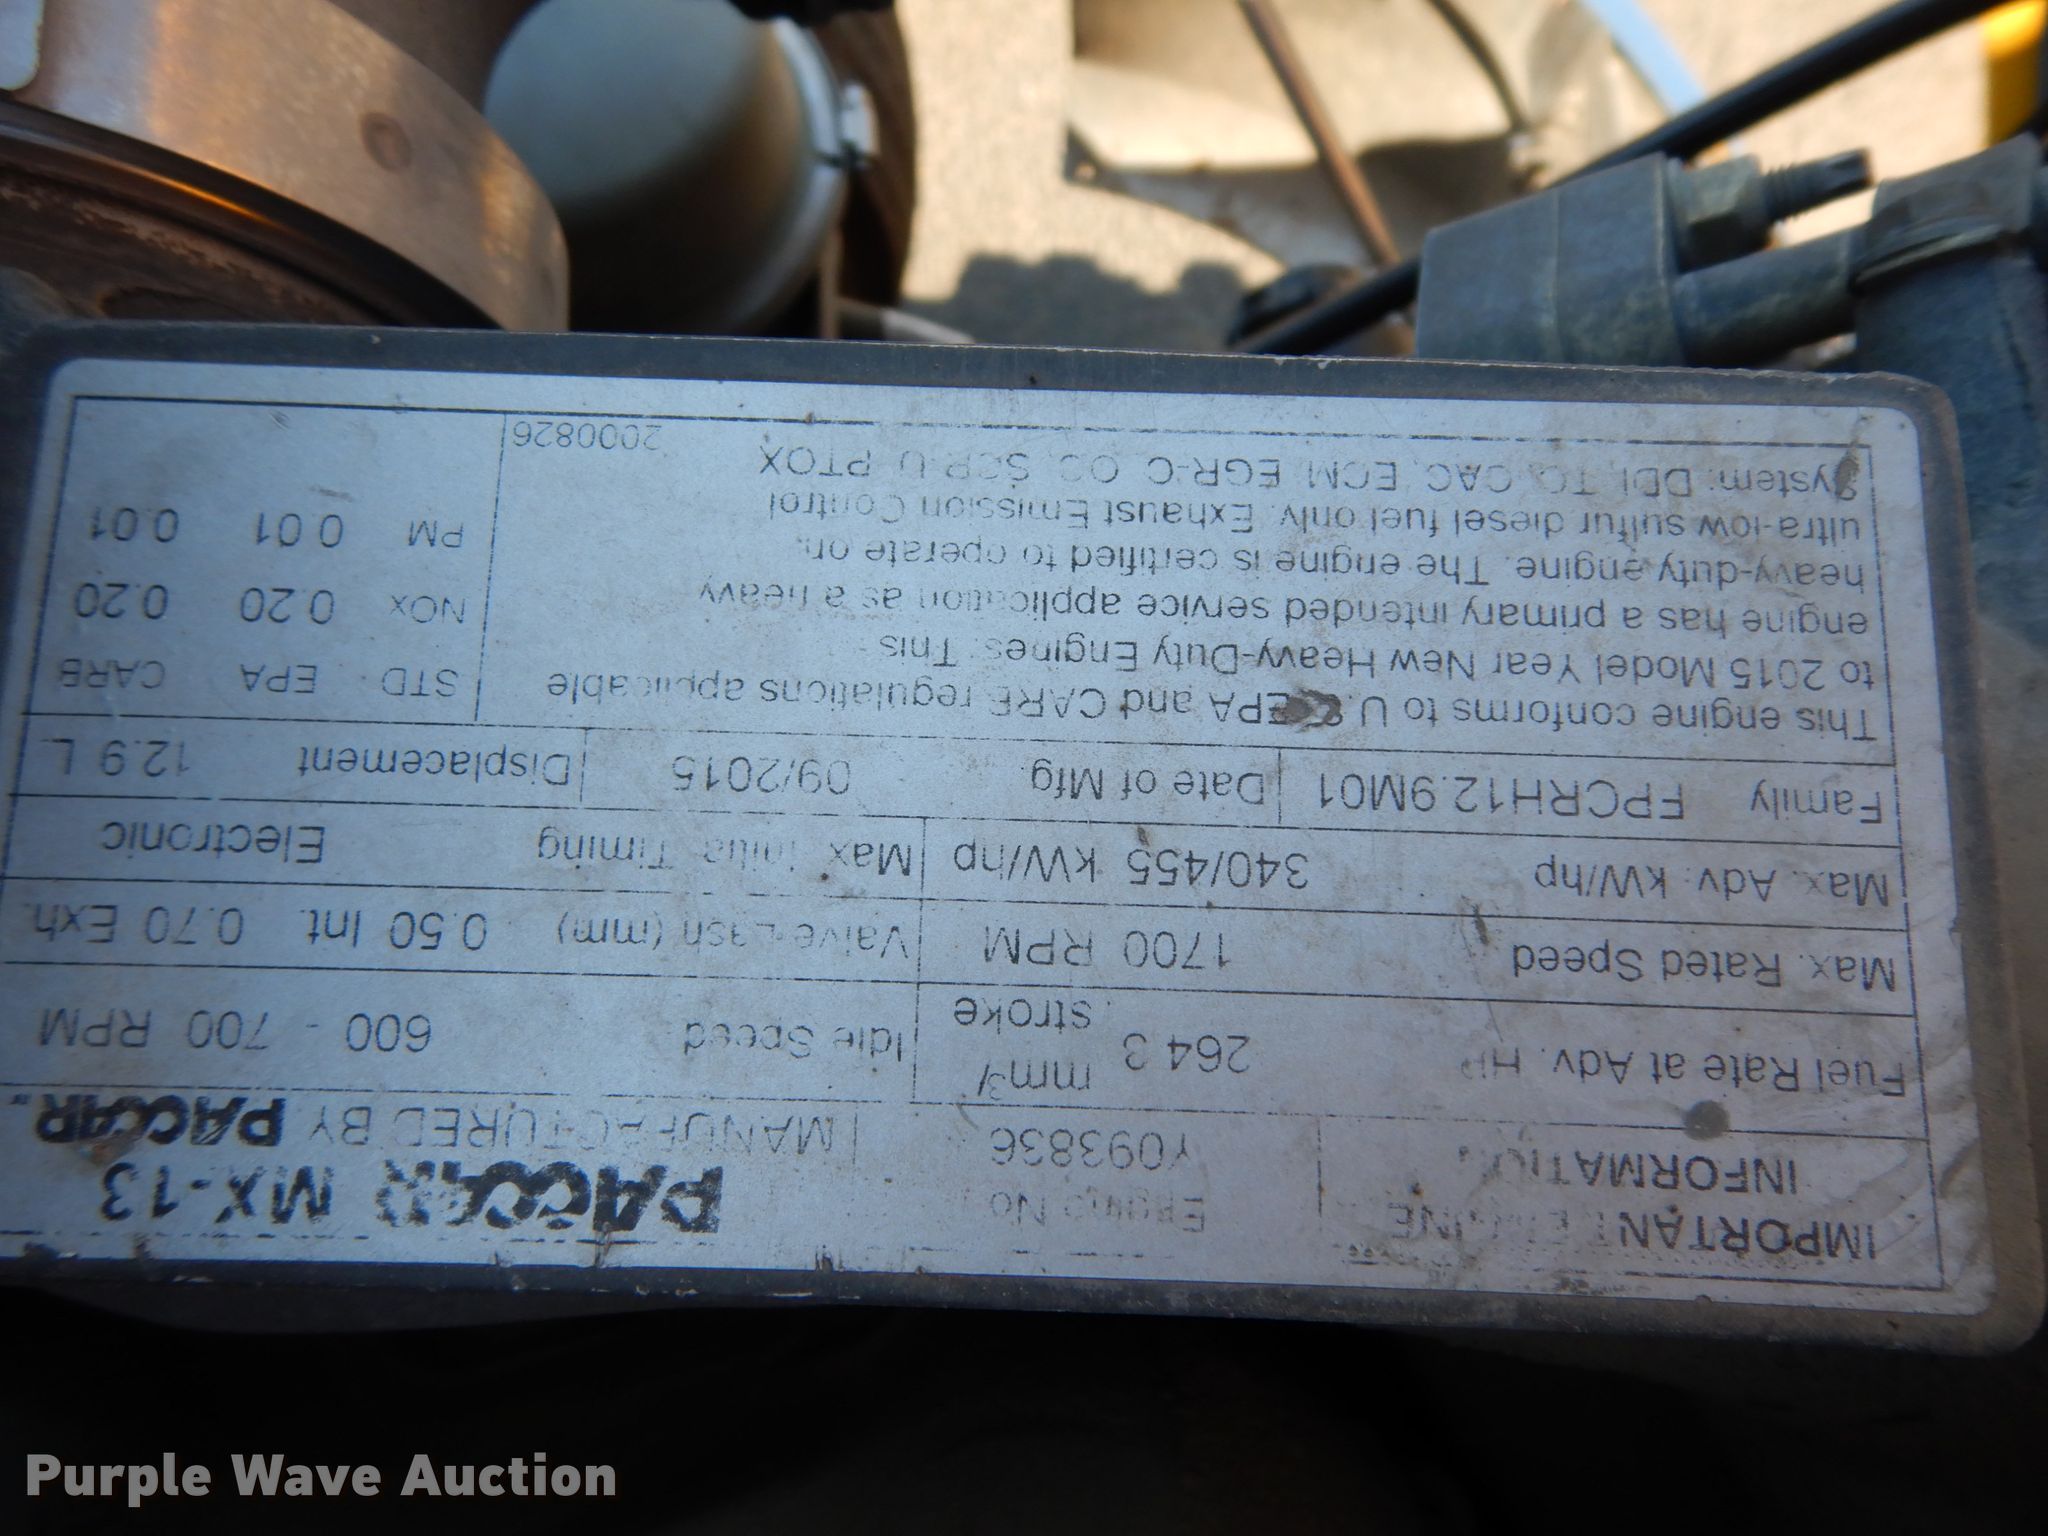 IMPORTANT ENGINE
INFORMATION
Engine No.
Y093836
PACCAR MX-13
MANUFACTURED BY PACCAR
Fuel Rate at Adv. HP 264.3 mm³/stroke
Idle Speed 600 - 700 RPM
Max. Rated Speed 1700 RPM
Valve Lash (mm) 0.50 Int. 0.70 Exh.
Max. Adv. kW/hp 340/455 kW/hp
Max. Initial Timing Electronic
Family FPCRH12.9M01
Date of Mfg. 09/2015
Displacement 12.9 L.
This engine conforms to U.S. EPA and CARB regulations applicable
to 2015 Model Year New Heavy-Duty Engines. This
engine has a primary intended service application as a heavy
heavy-duty engine. The engine is certified to operate on
ultra-low sulfur diesel fuel only. Exhaust Emission Control
System: DDI, TC, CAC, ECM, EGR-C, OC, SCR-U, PTOX
2000826
STD EPA CARB
NOx 0.20 0.20
PM 0.01 0.01
Purple Wave Auction